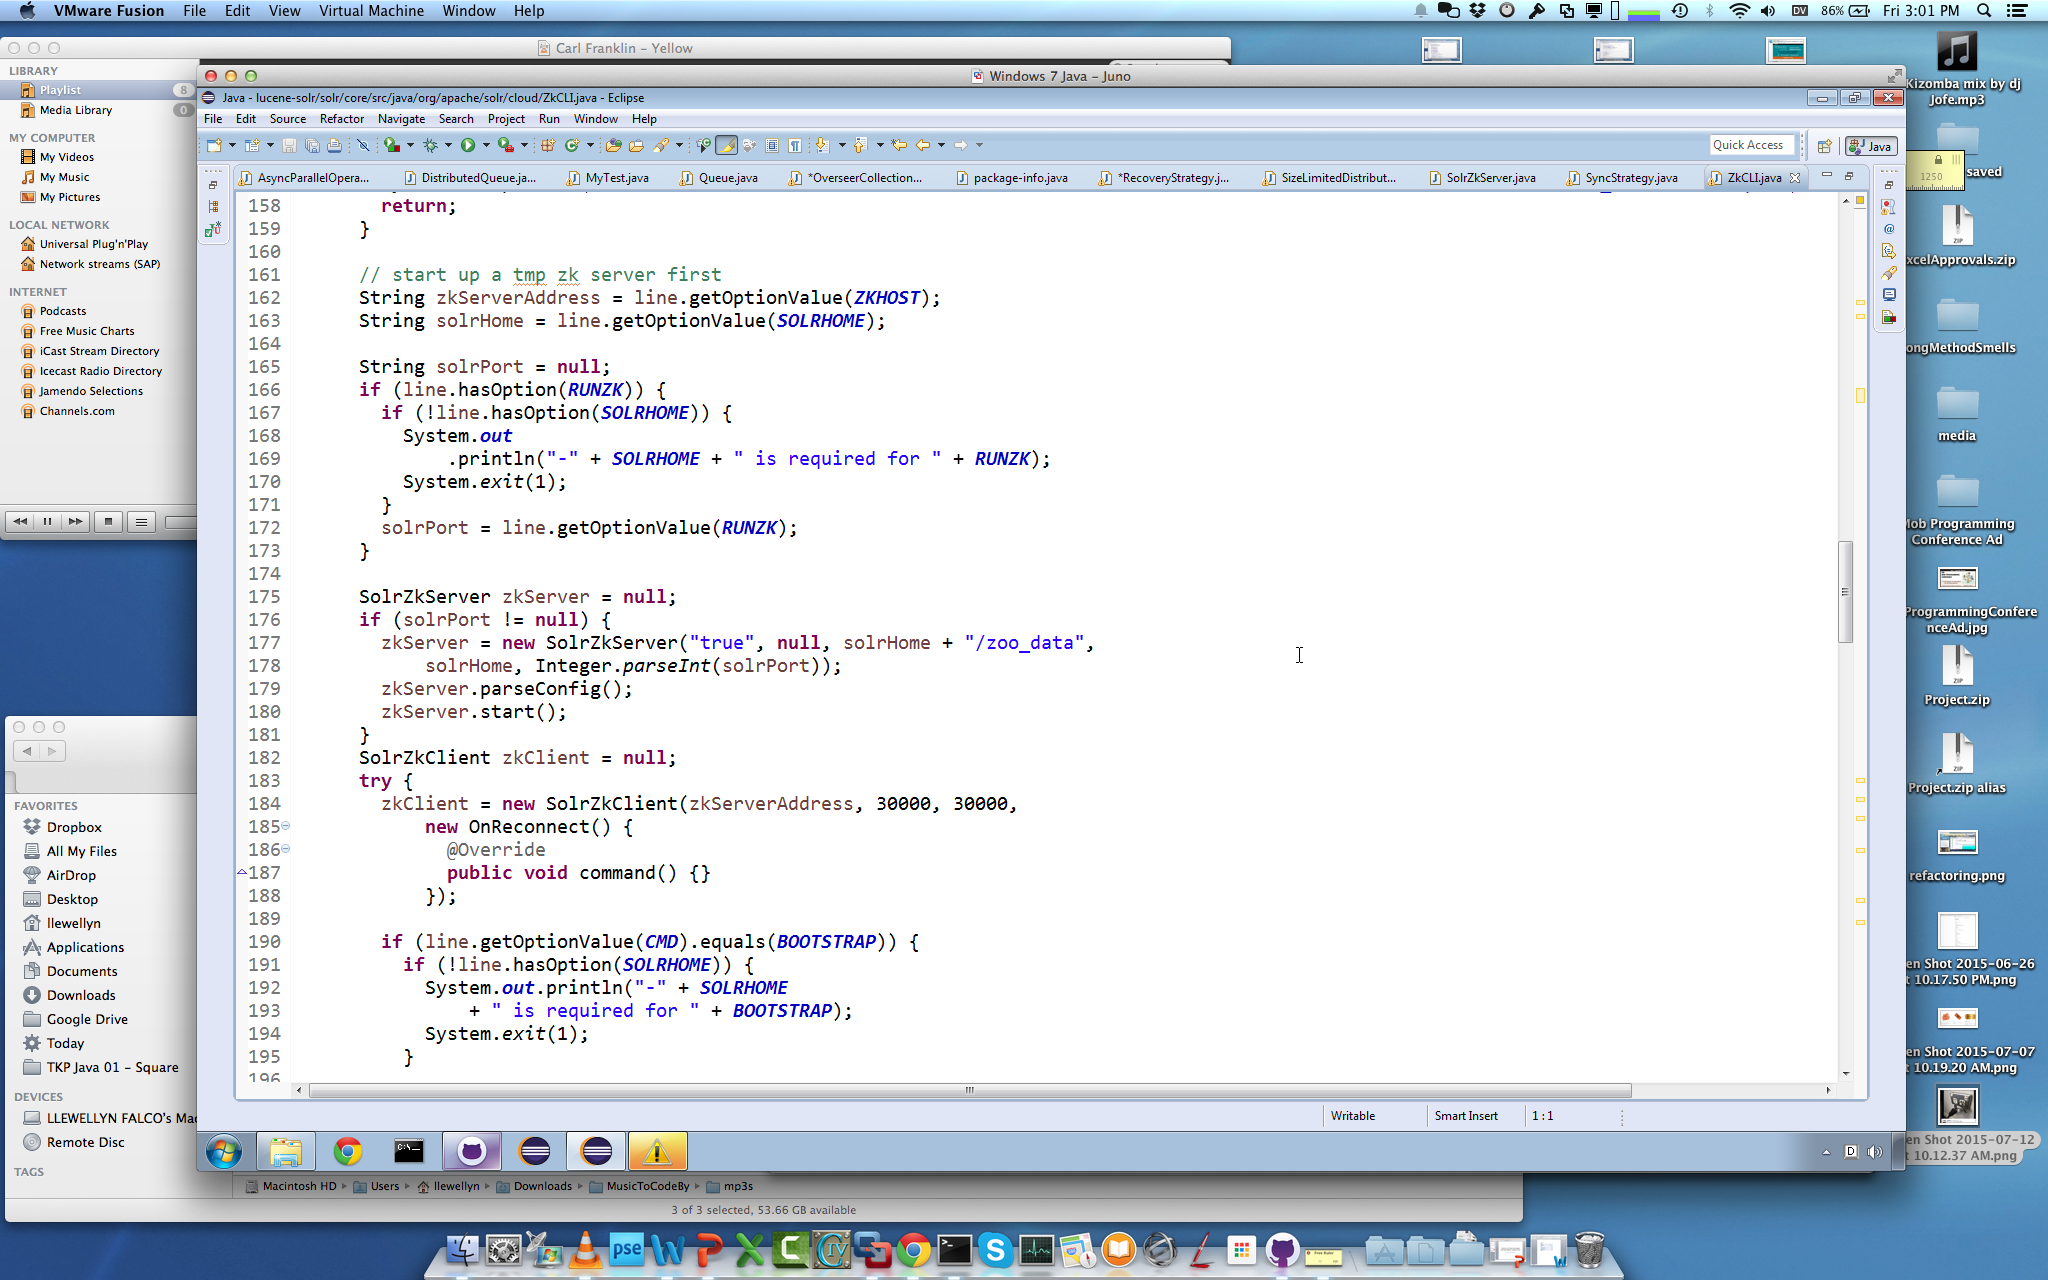 VMware Fusion File Edit View Virtual Machine Window Help
DV 86% Fri 3:01 PM
Carl Franklin – Yellow
LIBRARY
Playlist 8
Media Library 0
MY COMPUTER
My Videos
My Music
My Pictures
LOCAL NETWORK
Universal Plug'n'Play
Network streams (SAP)
INTERNET
Podcasts
Free Music Charts
iCast Stream Directory
Icecast Radio Directory
Jamendo Selections
Channels.com
Windows 7 Java – Juno
Java - lucene-solr/solr/core/src/java/org/apache/solr/cloud/ZkCLI.java - Eclipse
File Edit Source Refactor Navigate Search Project Run Window Help
Quick Access
Java
AsyncParallelOpera... DistributedQueue.ja... MyTest.java Queue.java *OverseerCollection... package-info.java *RecoveryStrategy.j... SizeLimitedDistribut... SolrZkServer.java SyncStrategy.java ZkCLI.java
158 return;
159 }
160
161 // start up a tmp zk server first
162 String zkServerAddress = line.getOptionValue(ZKHOST);
163 String solrHome = line.getOptionValue(SOLRHOME);
164
165 String solrPort = null;
166 if (line.hasOption(RUNZK)) {
167 if (!line.hasOption(SOLRHOME)) {
168 System.out
169 .println("-" + SOLRHOME + " is required for " + RUNZK);
170 System.exit(1);
171 }
172 solrPort = line.getOptionValue(RUNZK);
173 }
174
175 SolrZkServer zkServer = null;
176 if (solrPort != null) {
177 zkServer = new SolrZkServer("true", null, solrHome + "/zoo_data",
178 solrHome, Integer.parseInt(solrPort));
179 zkServer.parseConfig();
180 zkServer.start();
181 }
182 SolrZkClient zkClient = null;
183 try {
184 zkClient = new SolrZkClient(zkServerAddress, 30000, 30000,
185 new OnReconnect() {
186 @Override
187 public void command() {}
188 });
189
190 if (line.getOptionValue(CMD).equals(BOOTSTRAP)) {
191 if (!line.hasOption(SOLRHOME)) {
192 System.out.println("-" + SOLRHOME
193 + " is required for " + BOOTSTRAP);
194 System.exit(1);
195 }
196
Writable Smart Insert 1 : 1
FAVORITES
Dropbox
All My Files
AirDrop
Desktop
llewellyn
Applications
Documents
Downloads
Google Drive
Today
TKP Java 01 - Square
DEVICES
LLEWELLYN FALCO's Ma
Remote Disc
TAGS
Macintosh HD Users llewellyn Downloads MusicToCodeBy mp3s
3 of 3 selected, 53.66 GB available
Kizomba mix by dj
Jofe.mp3
saved
1250
ZIP
xcelApprovals.zip
ongMethodSmells
media
Mob Programming
Conference Ad
ProgrammingConfere
nceAd.jpg
ZIP
Project.zip
ZIP
Project.zip alias
refactoring.png
en Shot 2015-06-26
t 10.17.50 PM.png
en Shot 2015-07-07
t 10.19.20 AM.png
en Shot 2015-07-12
t 10.12.37 AM.png
D
pse